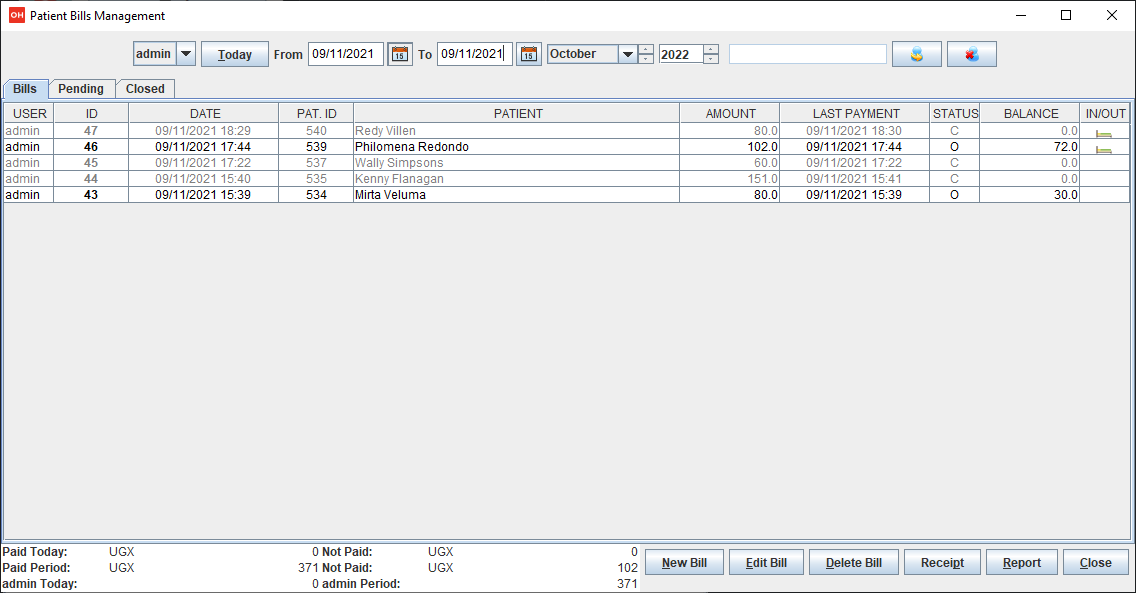 OH Patient Bills Management
admin Today From 09/11/2021 15 To 09/11/2021 15 October 2022
Bills Pending Closed
USER ID DATE PAT. ID PATIENT AMOUNT LAST PAYMENT STATUS BALANCE IN/OUT
admin 47 09/11/2021 18:29 540 Redy Villen 80.0 09/11/2021 18:30 C 0.0
admin 46 09/11/2021 17:44 539 Philomena Redondo 102.0 09/11/2021 17:44 O 72.0
admin 45 09/11/2021 17:22 537 Wally Simpsons 60.0 09/11/2021 17:22 C 0.0
admin 44 09/11/2021 15:40 535 Kenny Flanagan 151.0 09/11/2021 15:41 C 0.0
admin 43 09/11/2021 15:39 534 Mirta Veluma 80.0 09/11/2021 15:39 O 30.0
Paid Today: UGX 0 Not Paid: UGX 0
Paid Period: UGX 371 Not Paid: UGX 102
admin Today: 0 admin Period: 371
New Bill Edit Bill Delete Bill Receipt Report Close